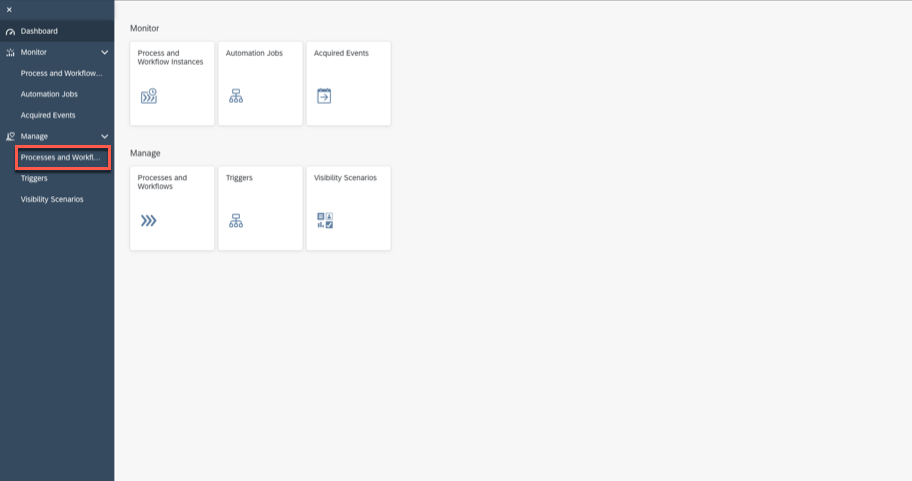 ×
Dashboard
Monitor
Process and Workflow...
Automation Jobs
Acquired Events
Manage
Processes and Workfl...
Triggers
Visibility Scenarios
Monitor
Process and
Workflow Instances
Automation Jobs
Acquired Events
Manage
Processes and
Workflows
Triggers
Visibility Scenarios